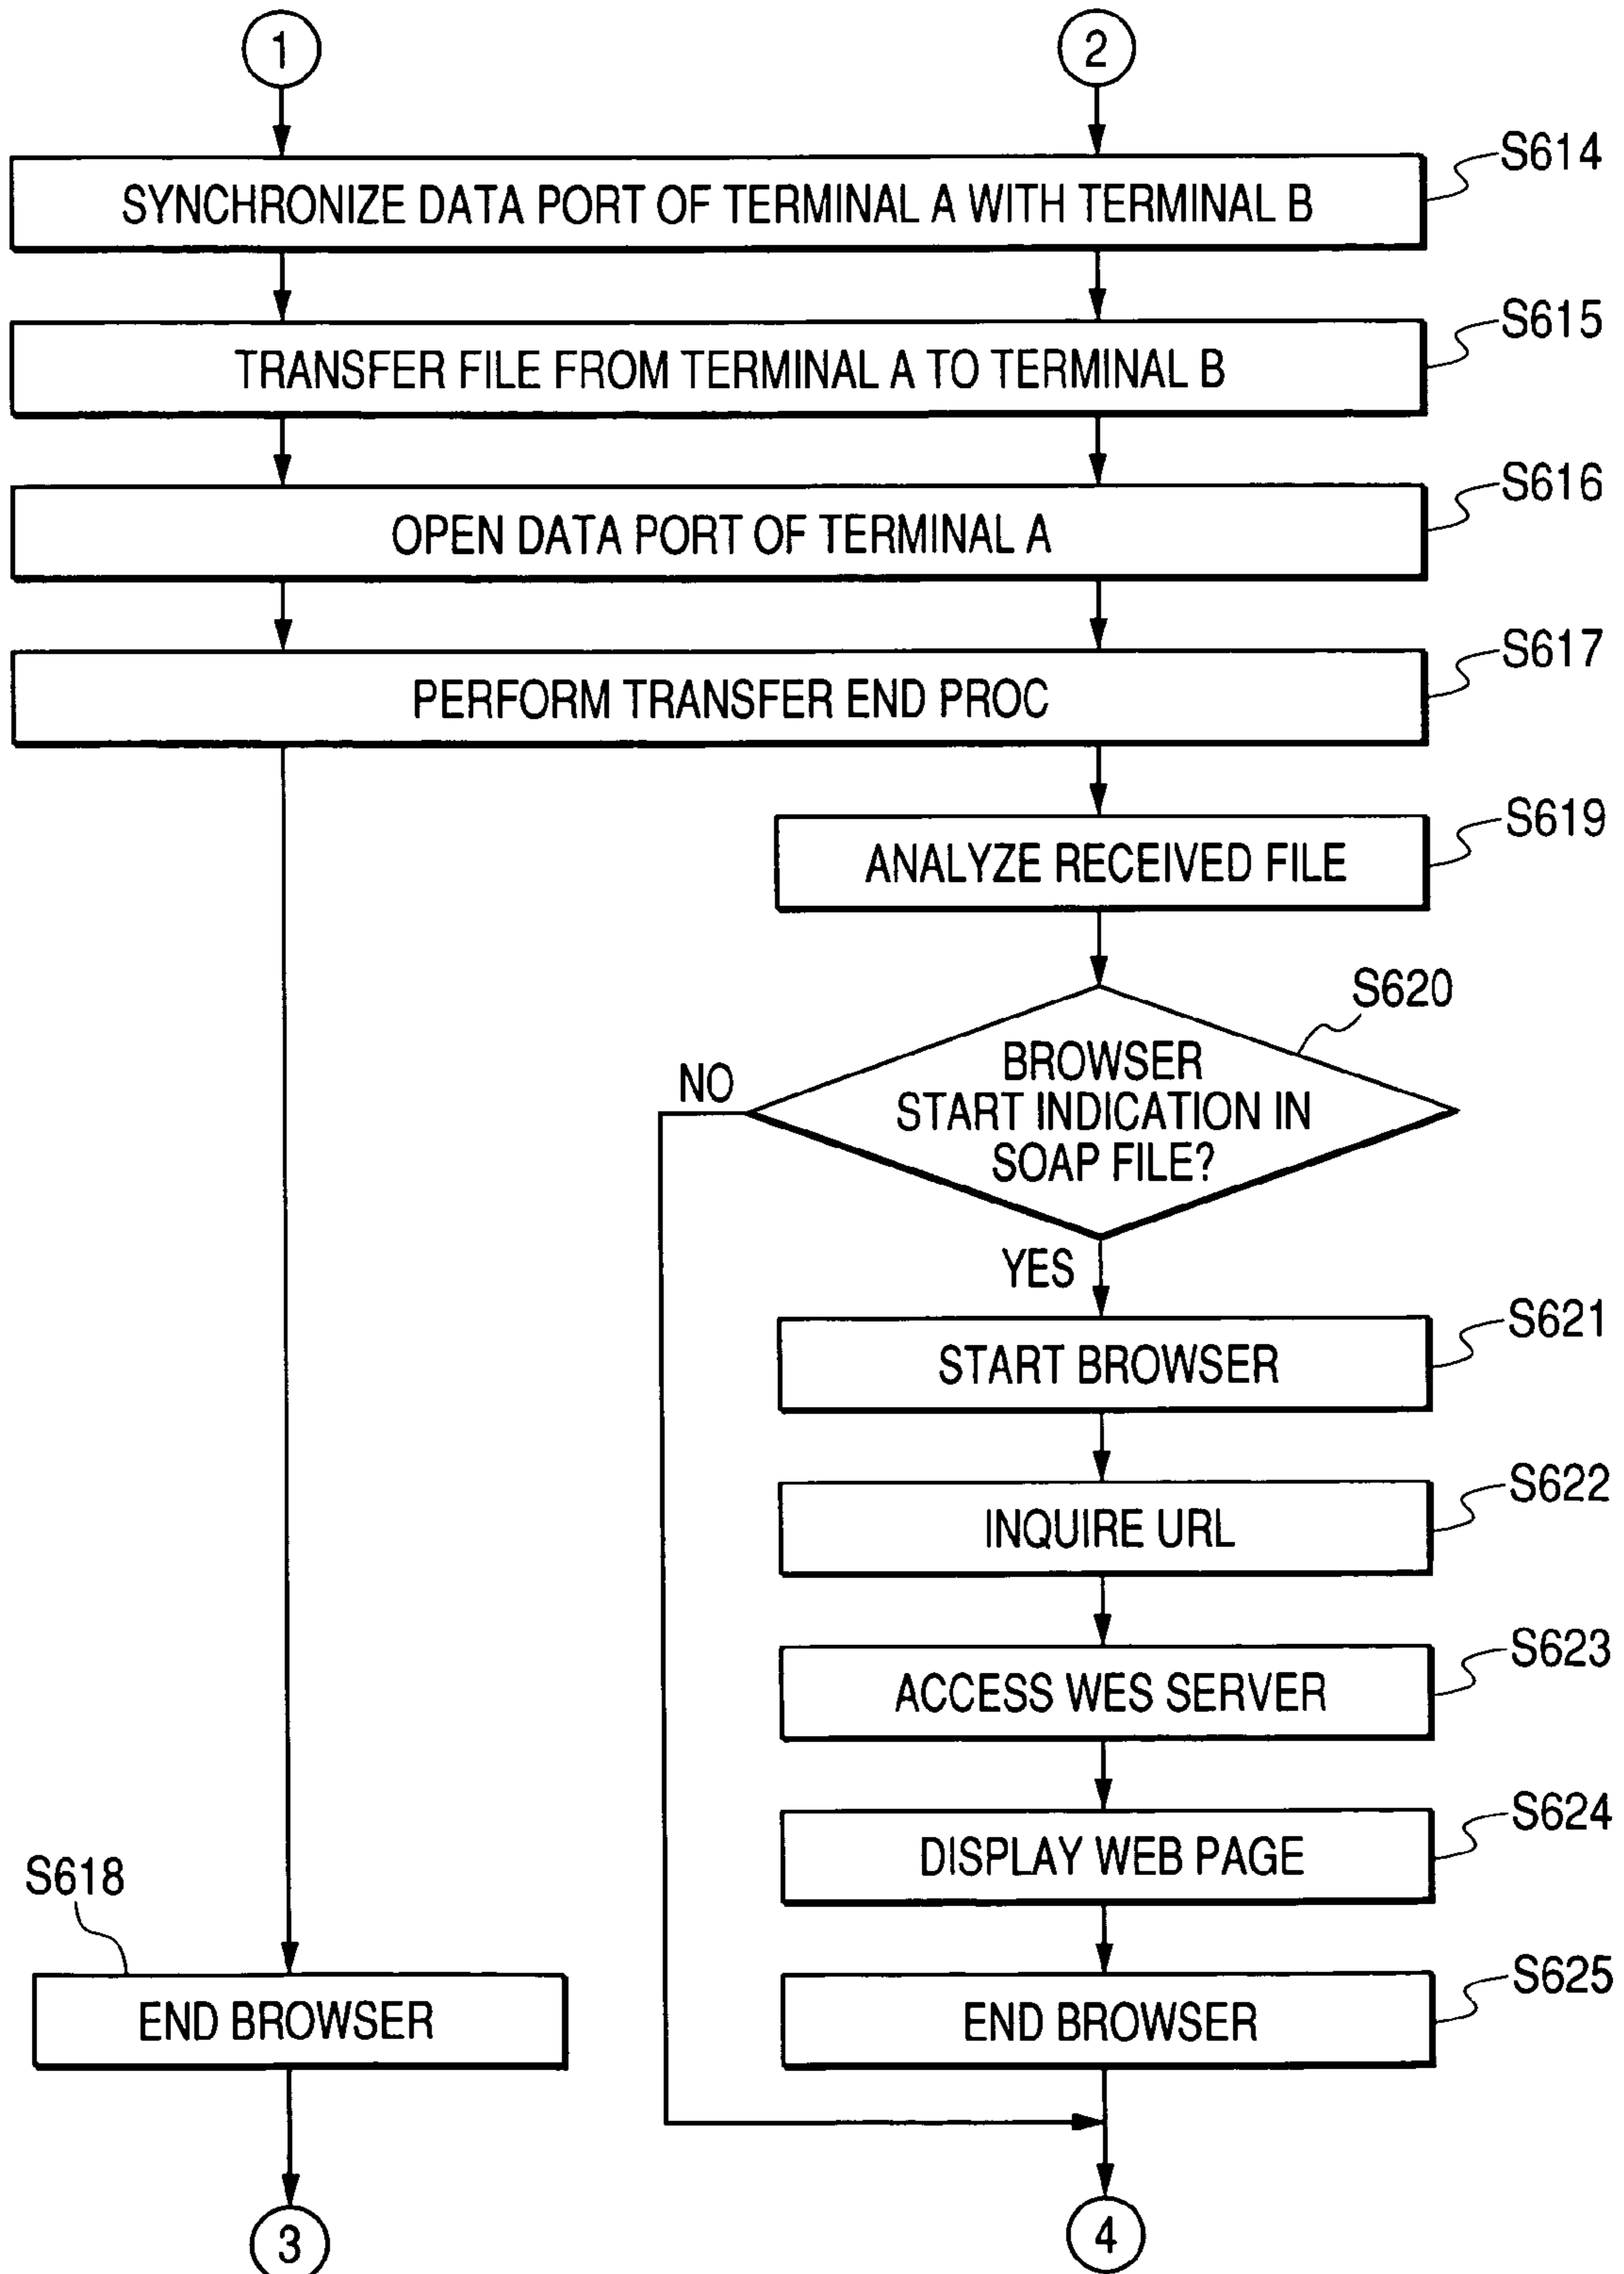 1
2
S614
SYNCHRONIZE DATA PORT OF TERMINAL A WITH TERMINAL B
S615
TRANSFER FILE FROM TERMINAL A TO TERMINAL B
S616
OPEN DATA PORT OF TERMINAL A
S617
PERFORM TRANSFER END PROC
S619
ANALYZE RECEIVED FILE
S620
NO
BROWSER
START INDICATION IN
SOAP FILE?
YES
S621
START BROWSER
S622
INQUIRE URL
S623
ACCESS WES SERVER
S624
DISPLAY WEB PAGE
S618
END BROWSER
S625
END BROWSER
3
4